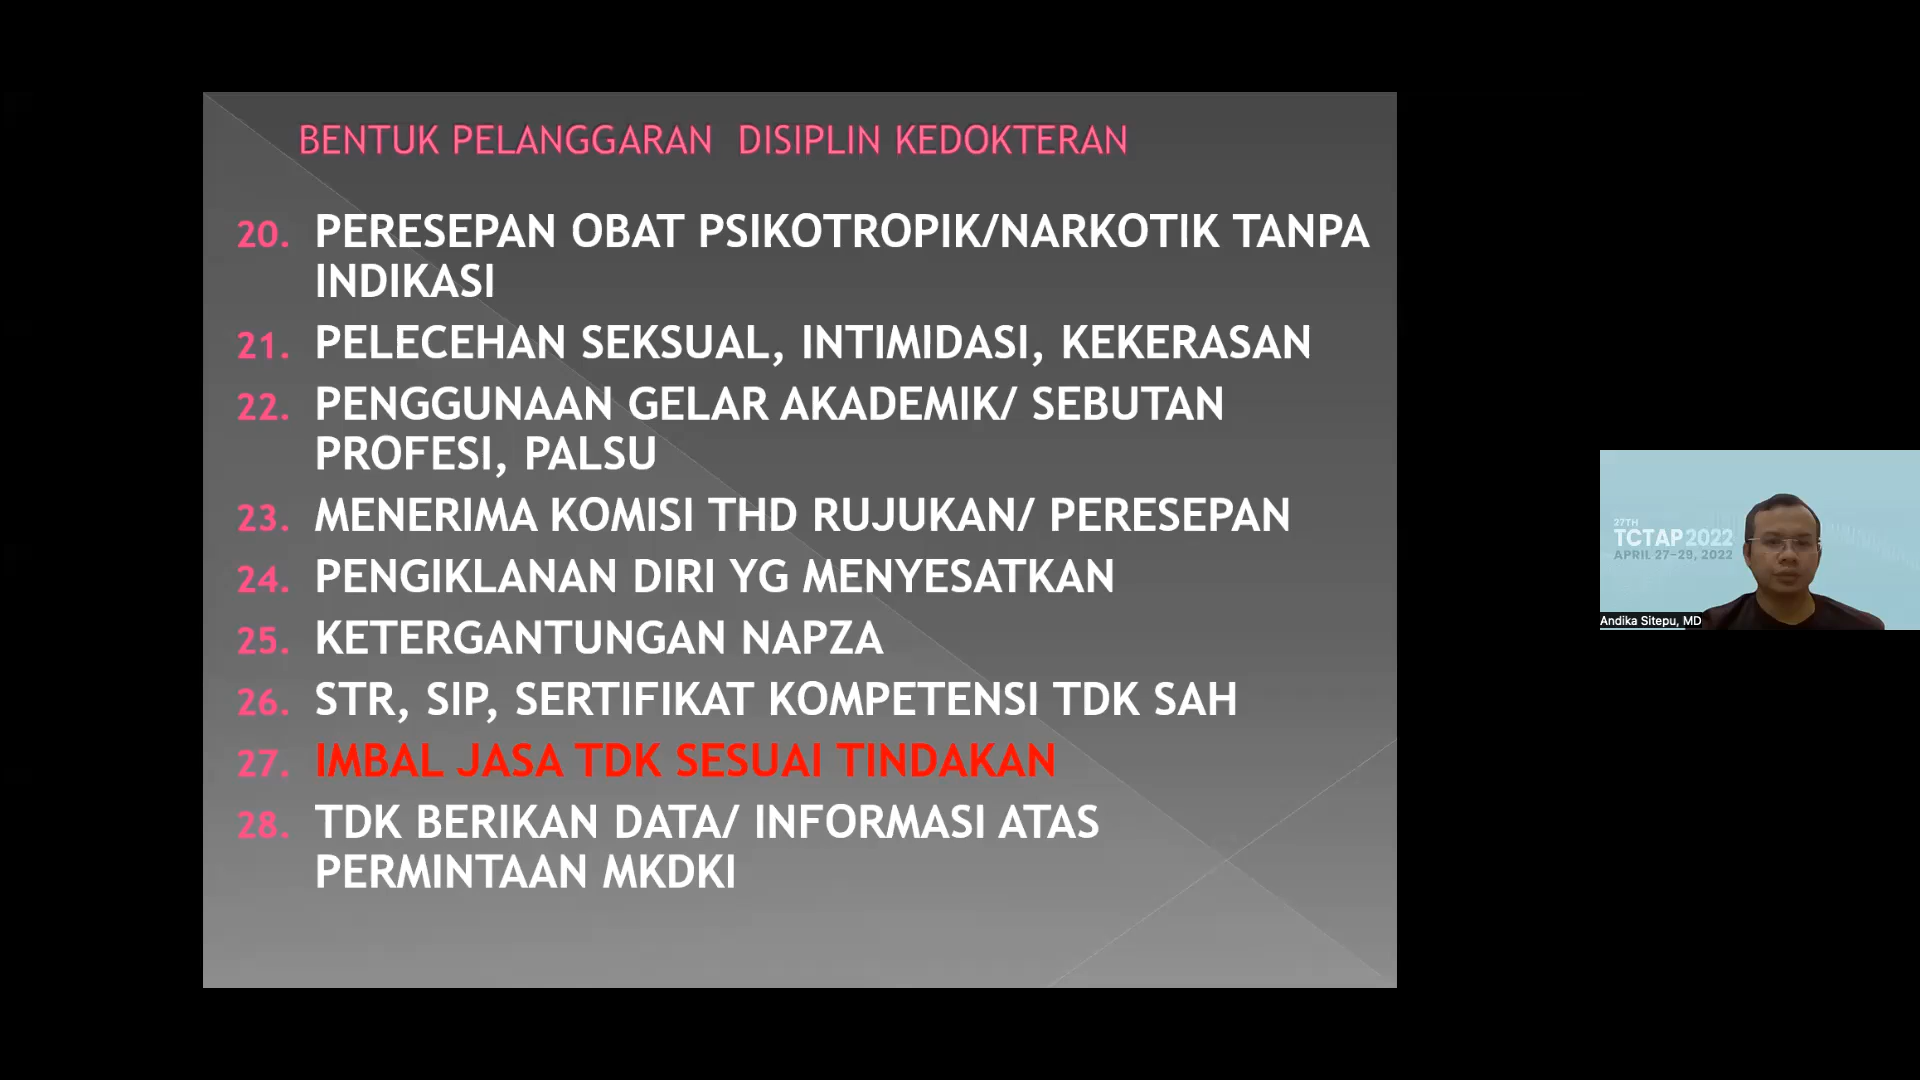 BENTUK PELANGGARAN DISIPLIN KEDOKTERAN
20. PERESEPAN OBAT PSIKOTROPIK/NARKOTIK TANPA
INDIKASI
21. PELECEHAN SEKSUAL, INTIMIDASI, KEKERASAN
22. PENGGUNAAN GELAR AKADEMIK/ SEBUTAN
PROFESI, PALSU
23. MENERIMA KOMISI THD RUJUKAN/ PERESEPAN
24. PENGIKLANAN DIRI YG MENYESATKAN
25. KETERGANTUNGAN NAPZA
26. STR, SIP, SERTIFIKAT KOMPETENSI TDK SAH
27. IMBAL JASA TDK SESUAI TINDAKAN
28. TDK BERIKAN DATA/ INFORMASI ATAS
PERMINTAAN MKDKI
27TH
TCTAP2022
APRIL 27-29, 2022
Andika Sitepu, MD